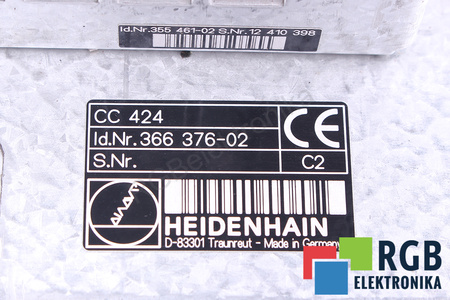 Id.Nr.355 461-02 S.Nr.12 410 398
CC 424
Id.Nr.366 376-02
S.Nr.
C2
CE
HEIDENHAIN
D-83301 Traunreut - Made in Germany
RGB
ELEKTRONIKA